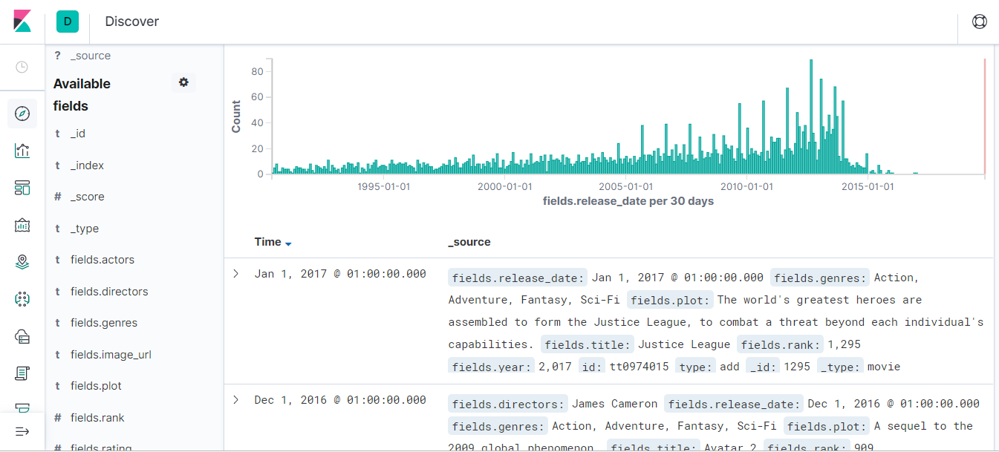 D Discover
? _source
Available
fields
t _id
t _index
# _score
t _type
t fields.actors
t fields.directors
t fields.genres
t fields.image_url
t fields.plot
# fields.rank
# fields.rating
Count
80
60
40
20
0
1995-01-01 2000-01-01 2005-01-01 2010-01-01 2015-01-01
fields.release_date per 30 days
Time _source
Jan 1, 2017 @ 01:00:00.000 fields.release_date: Jan 1, 2017 @ 01:00:00.000 fields.genres: Action,
Adventure, Fantasy, Sci-Fi fields.plot: The world's greatest heroes are
assembled to form the Justice League, to combat a threat beyond each individual's
capabilities. fields.title: Justice League fields.rank: 1,295
fields.year: 2,017 id: tt0974015 type: add _id: 1295 _type: movie
Dec 1, 2016 @ 01:00:00.000 fields.directors: James Cameron fields.release_date: Dec 1, 2016 @ 01:00:00.000
fields.genres: Action, Adventure, Fantasy, Sci-Fi fields.plot: A sequel to the
2009 global phenomenon, fields.title: Avatar 2 fields.rank: 909